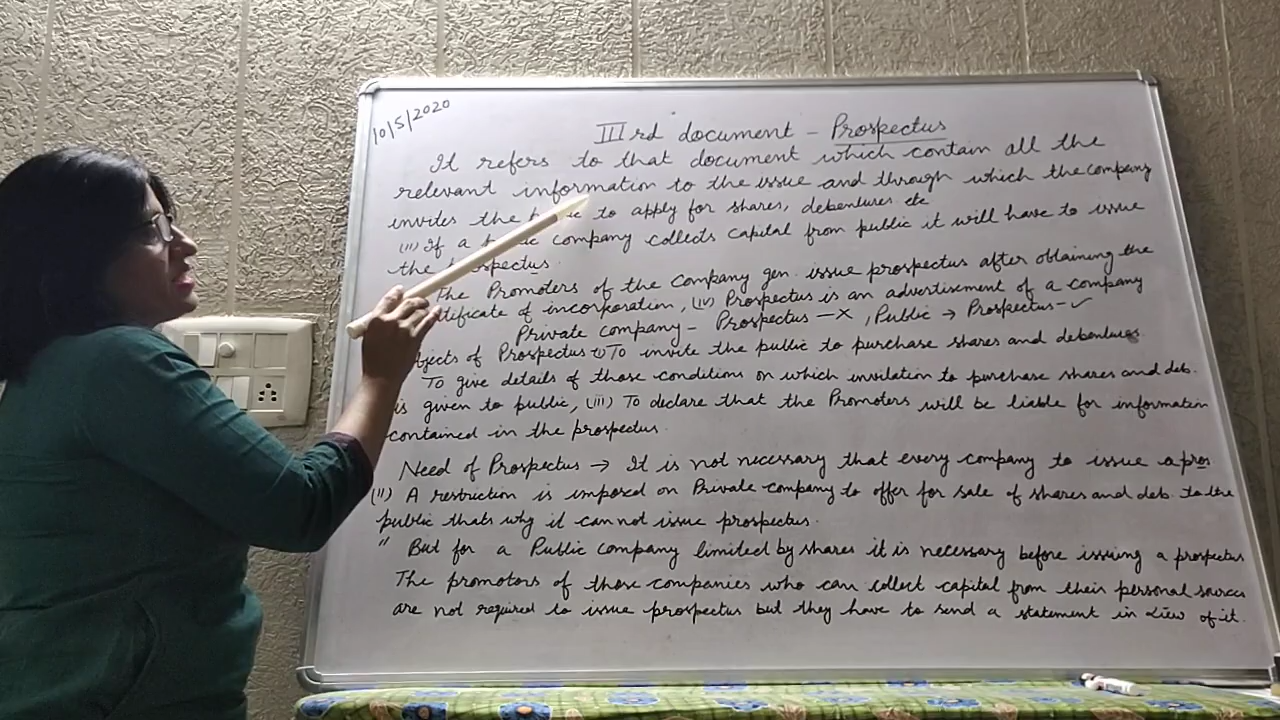 10/5/2020
IIIrd document - Prospectus
It refers to that document which contain all the
relevant information to the issue and through which the company
invites the to apply for shares, debentures etc
(ii) If a company collects capital from public it will have to issue
the prospectus.
The Promoters of the Company gen. issue prospectus after obtaining the
tificate of incorporation, (iv) Prospectus is an advertisement of a company
Private company - Prospectus - X, Public → Prospectus - ✓
bjects of Prospectus (i) To invite the public to purchase shares and debentures.
To give details of those conditions on which invitation to purchase shares and deb.
is given to public, (iii) To declare that the Promoters will be liable for information
contained in the prospectus.
Need of Prospectus → It is not necessary that every company to issue a pros
(ii) A restriction is imposed on Private company to offer for sale of shares and deb. to the
public thats why it can not issue prospectus.
" But for a Public company limited by shares it is necessary before issuing a prospectus
The promotors of those companies who can collect capital from their personal sources
are not required to issue prospectus but they have to send a statement in Liew of it.